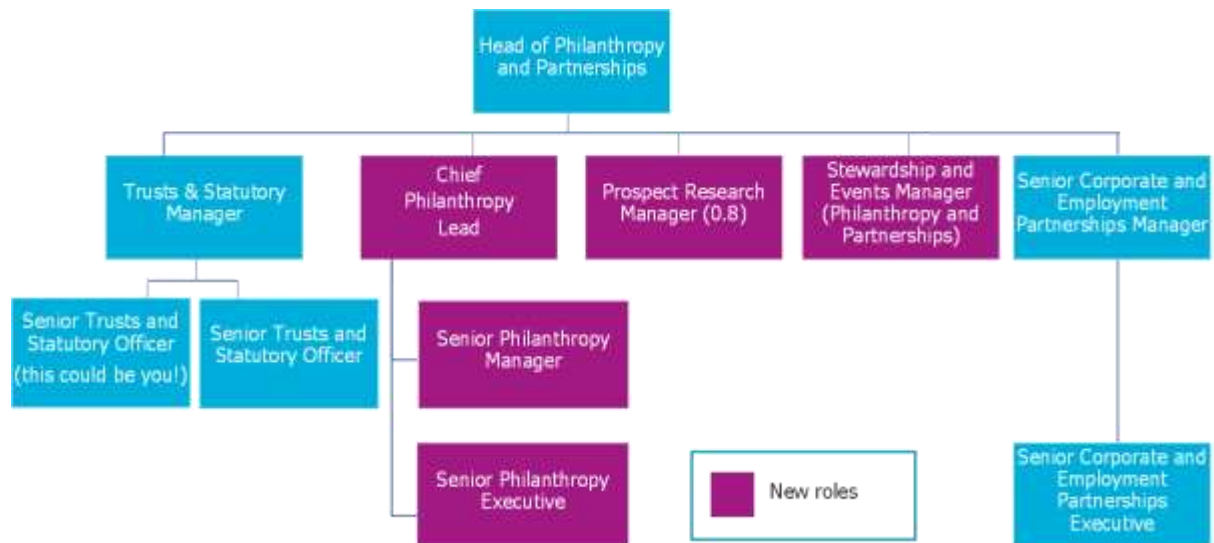 Head of Philanthropy
and Partnerships
Trusts & Statutory
Manager
Chief
Philanthropy
Lead
Prospect Research
Manager (0.8)
Stewardship and
Events Manager
(Philanthropy and
Partnerships)
Senior Corporate and
Employment
Partnerships Manager
Senior Trusts and
Statutory Officer
(this could be you!)
Senior Trusts and
Statutory Officer
Senior Philanthropy
Manager
Senior Philanthropy
Executive
New roles
Senior Corporate and
Employment
Partnerships
Executive